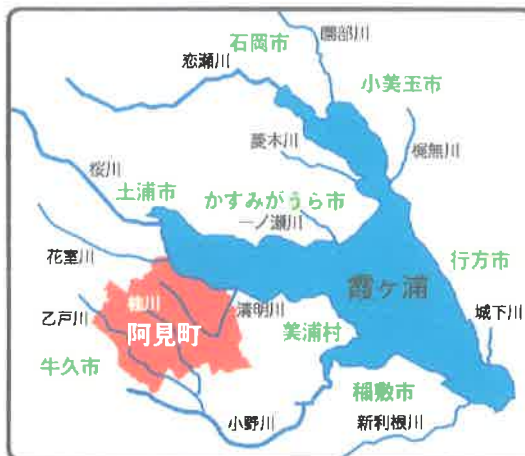 園部川
石岡市
恋瀬川
小美玉市
菱木川
梶無川
桜川
土浦市
かすみがうら市
一ノ瀬川
花室川
行方市
霞ヶ浦
桂川
清明川
乙戸川
城下川
阿見町
美浦村
牛久市
稲敷市
小野川
新利根川